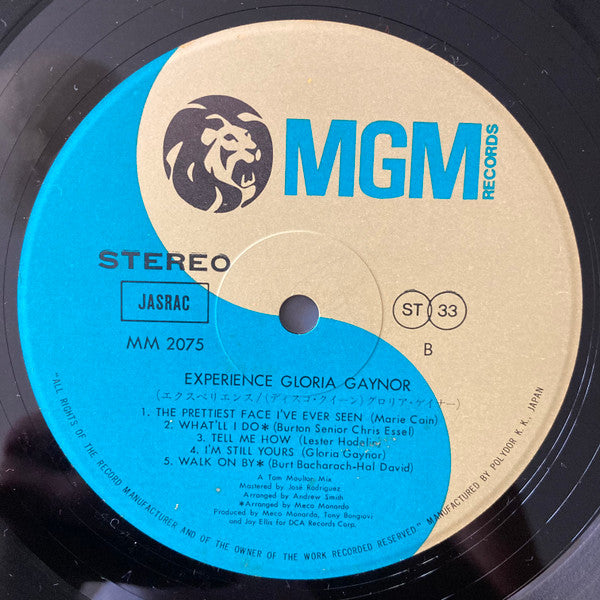 MGM
RECORDS
STEREO
JASRAC
ST 33
MM 2075
B
EXPERIENCE GLORIA GAYNOR
(エクスペリエンス/(ディスコ・クイーン)グロリア・ゲイナー)
1. THE PRETTIEST FACE I'VE EVER SEEN (Marie Cain)
2. WHAT'LL I DO* (Burton Senior Chris Essel)
3. TELL ME HOW (Lester Hodelin)
4. I'M STILL YOURS (Gloria Gaynor)
5. WALK ON BY* (Burt Bacharach-Hal David)
A Tom Moulton Mix
Mastered by José Rodriguez
Arranged by Andrew Smith
*Arranged by Meco Monardo
Produced by Meco Monardo, Tony Bongiovi
and Jay Ellis for DCA Records Corp.
"ALL RIGHTS OF THE RECORD MANUFACTURER AND OF THE OWNER OF THE WORK RECORDED RESERVED" MANUFACTURED BY POLYDOR K.K., JAPAN